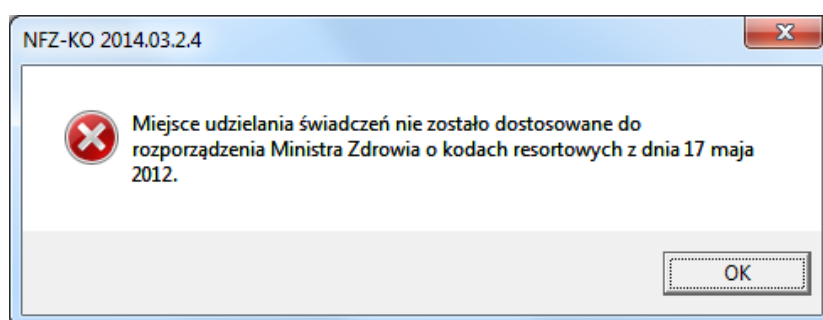 NFZ-KO 2014.03.2.4
Miejsce udzielania świadczeń nie zostało dostosowane do
rozporządzenia Ministra Zdrowia o kodach resortowych z dnia 17 maja
2012.
OK